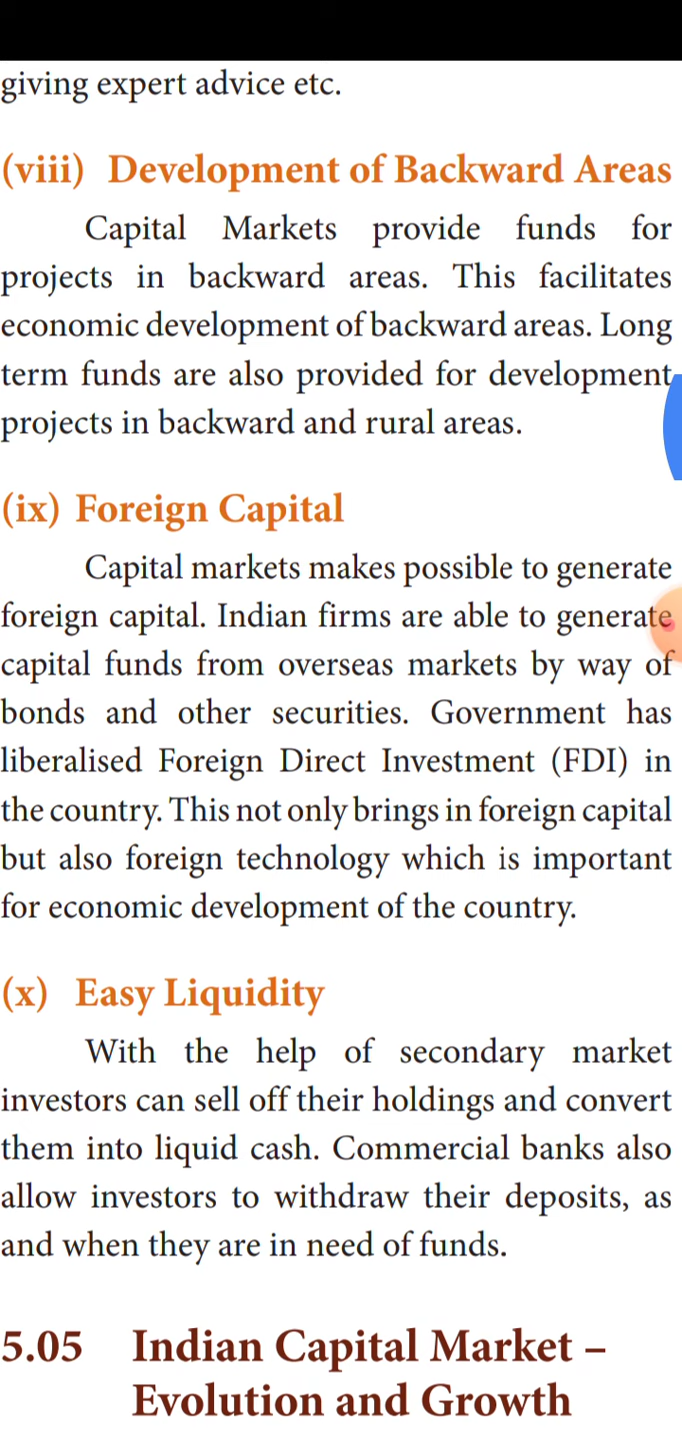 giving expert advice etc.
(viii) Development of Backward Areas
Capital Markets provide funds for
projects in backward areas. This facilitates
economic development of backward areas. Long
term funds are also provided for development
projects in backward and rural areas.
(ix) Foreign Capital
Capital markets makes possible to generate
foreign capital. Indian firms are able to generate
capital funds from overseas markets by way of
bonds and other securities. Government has
liberalised Foreign Direct Investment (FDI) in
the country. This not only brings in foreign capital
but also foreign technology which is important
for economic development of the country.
(x) Easy Liquidity
With the help of secondary market
investors can sell off their holdings and convert
them into liquid cash. Commercial banks also
allow investors to withdraw their deposits, as
and when they are in need of funds.
5.05 Indian Capital Market –
Evolution and Growth